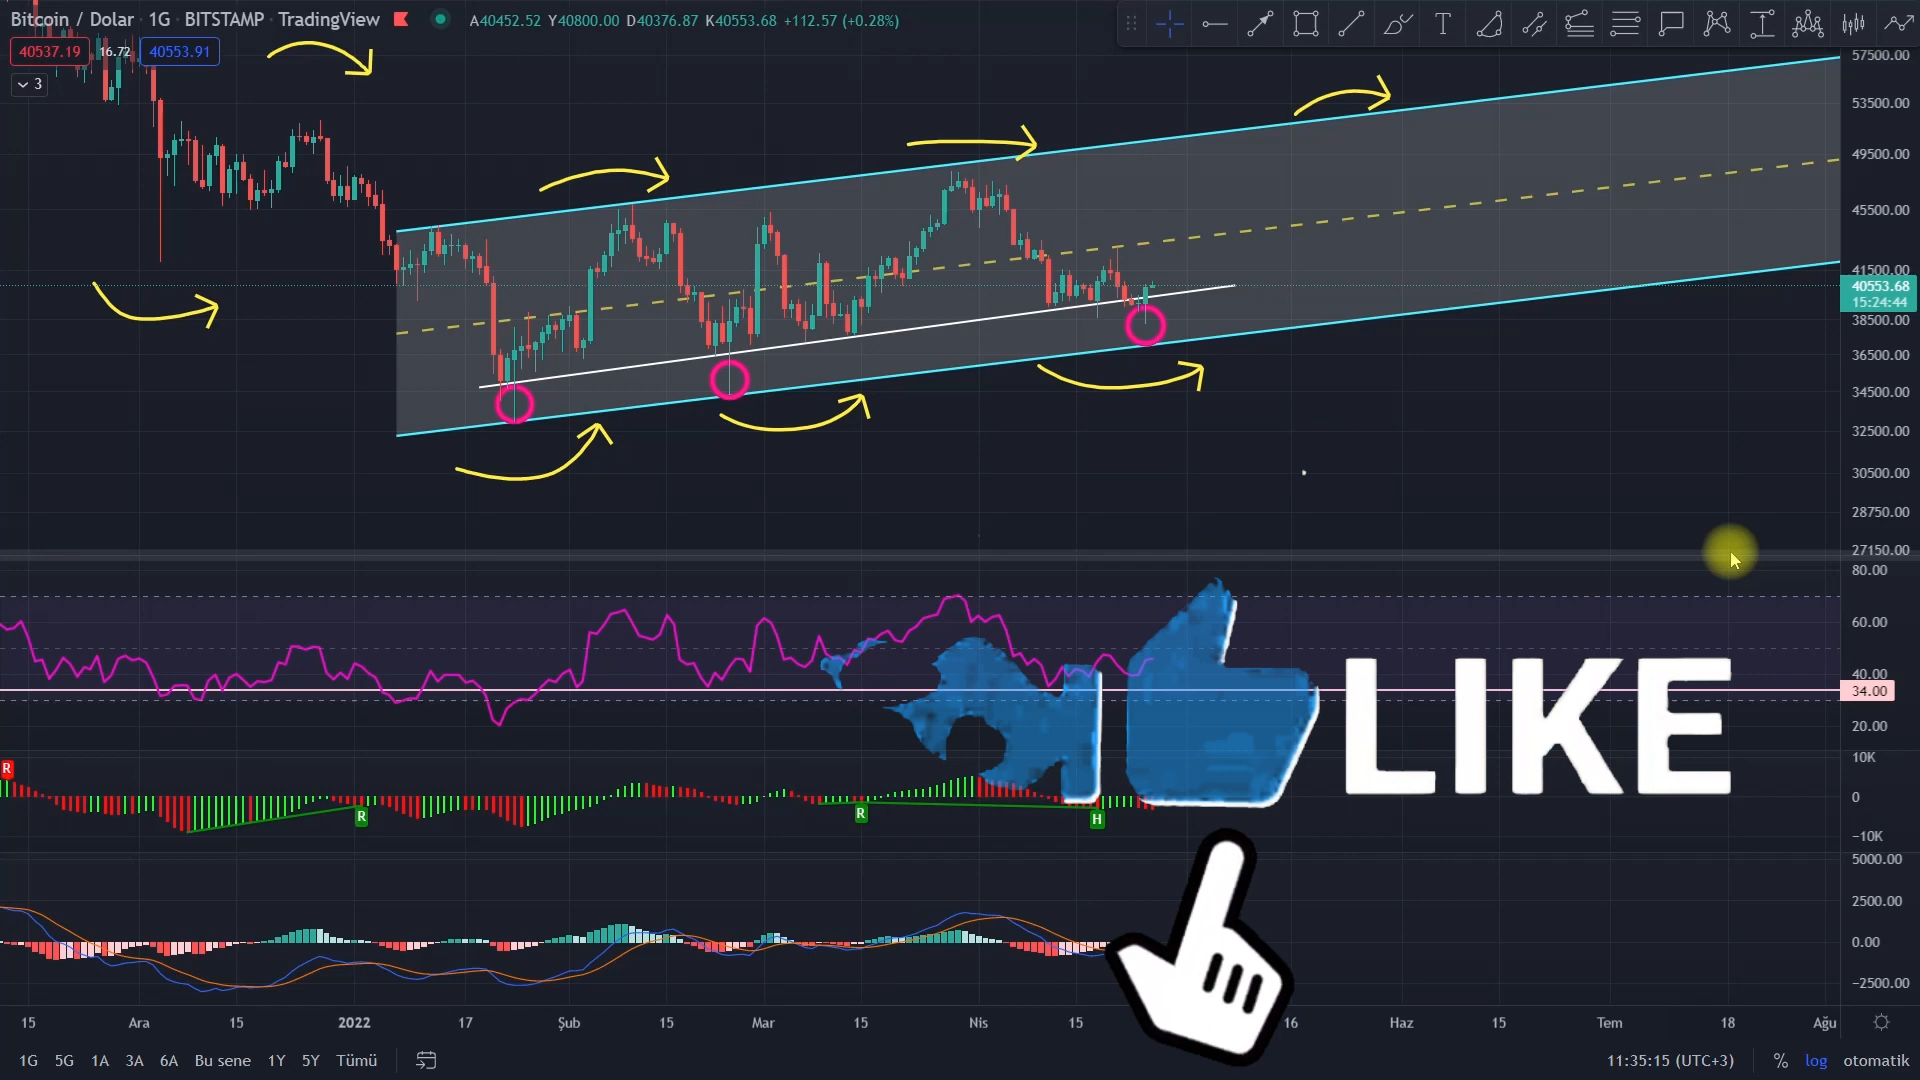 Bitcoin / Dolar · 1G · BITSTAMP · TradingView A40452.52 Y40800.00 D40376.87 K40553.68 +112.57 (+0.28%)
40537.19 16.72 40553.91
3
57500.00
53500.00
49500.00
45500.00
41500.00
40553.68
15:24:44
38500.00
36500.00
34500.00
32500.00
30500.00
28750.00
27150.00
80.00
60.00
40.00
34.00
20.00
LIKE
10K
0
−10K
R
R
R
H
5000.00
2500.00
0.00
−2500.00
15 Ara 15 2022 17 Şub 15 Mar 15 Nis 15 16 Haz 15 Tem 18 Ağu
1G 5G 1A 3A 6A Bu sene 1Y 5Y Tümü 11:35:15 (UTC+3) % log otomatik